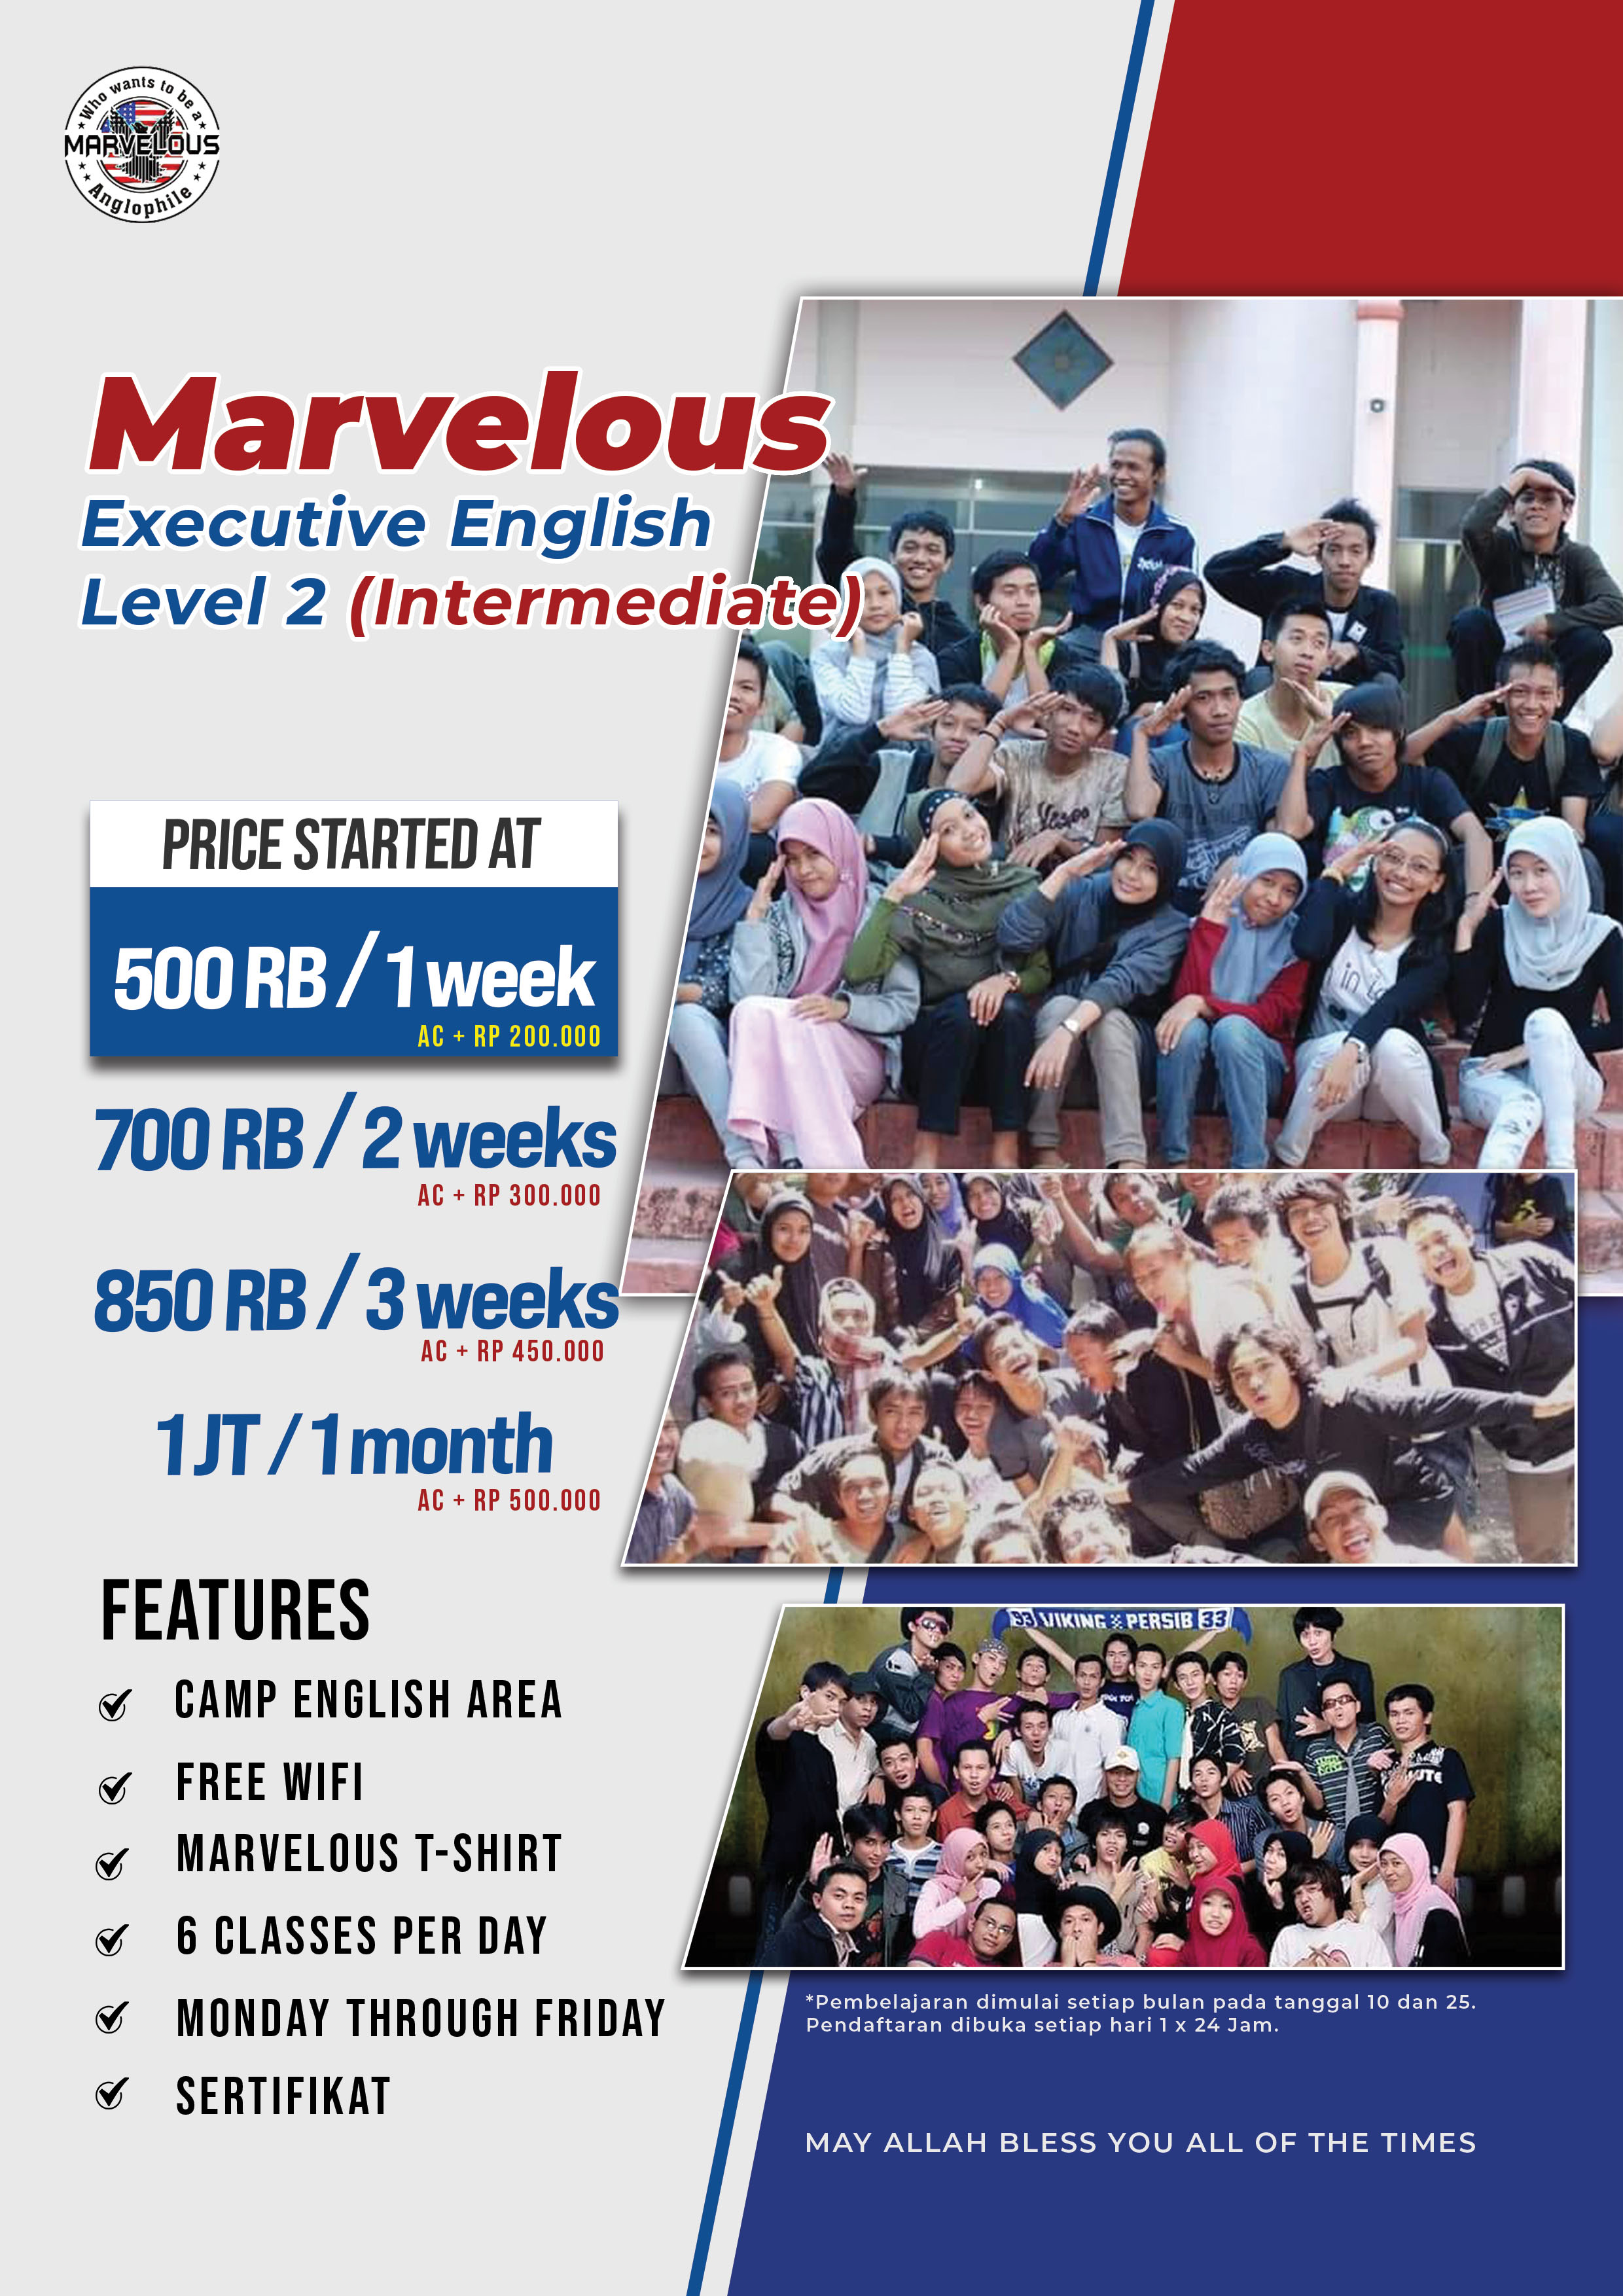 Who wants to be a
MARVELOUS
Anglophile
Marvelous
Executive English
Level 2 (Intermediate)
PRICE STARTED AT
500 RB / 1 week
AC + RP 200.000
700 RB / 2 weeks
AC + RP 300.000
850 RB / 3 weeks
AC + RP 450.000
1 JT / 1 month
AC + RP 500.000
FEATURES
CAMP ENGLISH AREA
FREE WIFI
MARVELOUS T-SHIRT
6 CLASSES PER DAY
MONDAY THROUGH FRIDAY
SERTIFIKAT
93 VIKING PERSIB 33
*Pembelajaran dimulai setiap bulan pada tanggal 10 dan 25.
Pendaftaran dibuka setiap hari 1 x 24 Jam.
MAY ALLAH BLESS YOU ALL OF THE TIMES